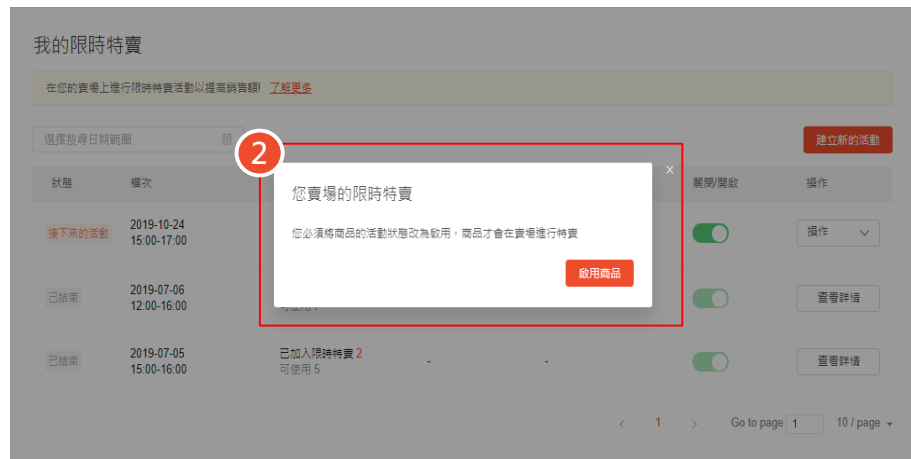 我的限時特賣
在您的賣場上進行限時特賣活動以提高銷售額! 了解更多
選擇搜尋日期範圍
建立新的活動
2
x
狀態 檔次 關閉/開啟 操作
您賣場的限時特賣
您必須將商品的活動狀態改為啟用，商品才會在賣場進行特賣
啟用商品
接下來的活動 2019-10-24 操作
15:00-17:00
已結束 2019-07-06 查看詳情
12:00-16:00
可使用 7
已結束 2019-07-05 已加入限時特賣 2 - - 查看詳情
15:00-16:00 可使用 5
< 1 > Go to page 1 10 / page